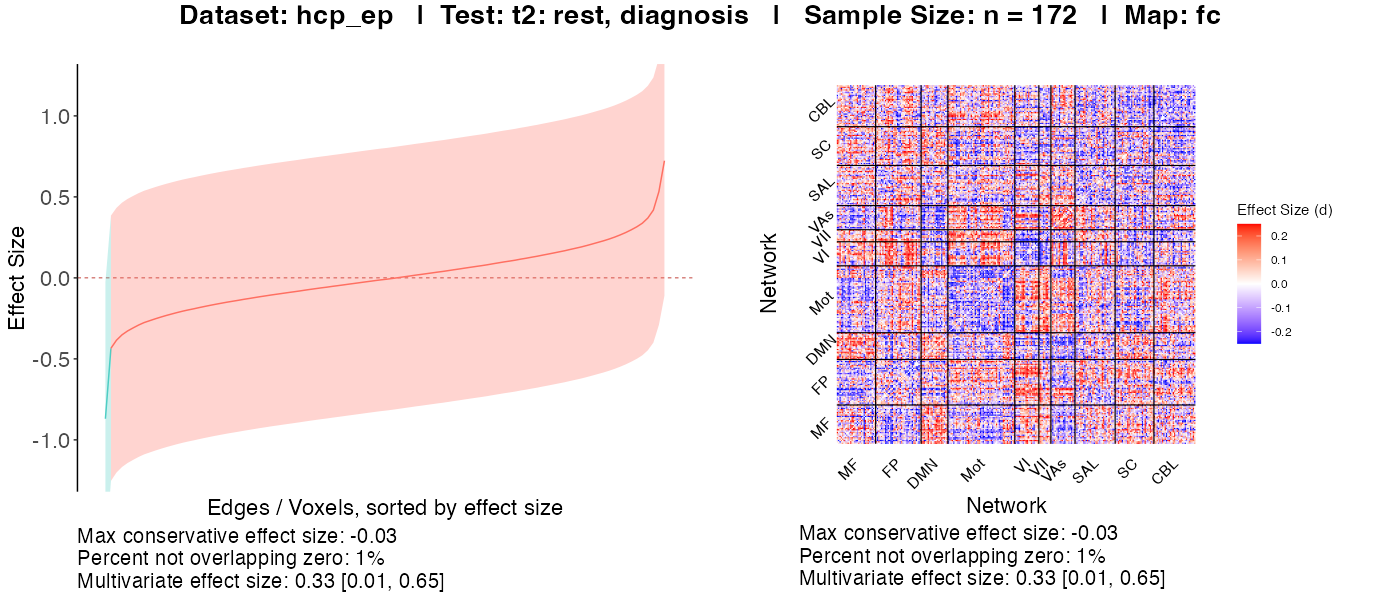 Dataset: hcp_ep | Test: t2: rest, diagnosis | Sample Size: n = 172 | Map: fc
Effect Size
1.0
0.5
0.0
-0.5
-1.0
Edges / Voxels, sorted by effect size
Max conservative effect size: -0.03
Percent not overlapping zero: 1%
Multivariate effect size: 0.33 [0.01, 0.65]
Network
CBL
SC
SAL
VAs
VII
VI
Mot
DMN
FP
MF
MF
FP
DMN
Mot
VI
VII
VAs
SAL
SC
CBL
Network
Max conservative effect size: -0.03
Percent not overlapping zero: 1%
Multivariate effect size: 0.33 [0.01, 0.65]
Effect Size (d)
0.2
0.1
0.0
-0.1
-0.2